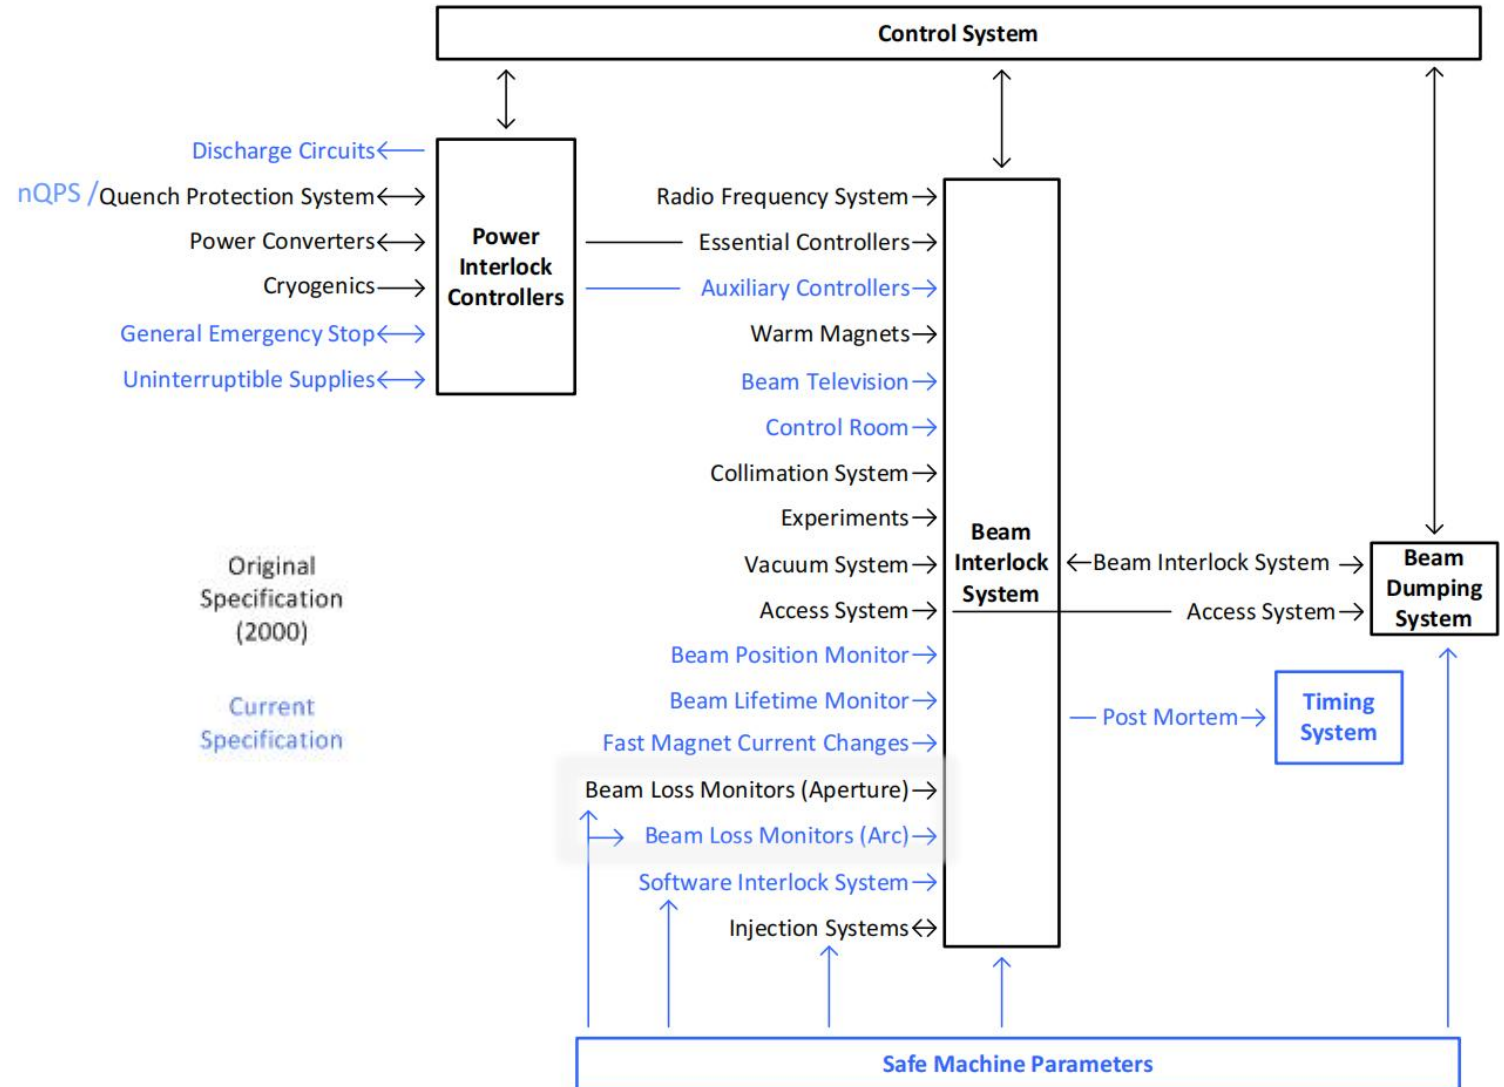 Control System
Discharge Circuits
nQPS /Quench Protection System
Power Converters
Cryogenics
General Emergency Stop
Uninterruptible Supplies
Power
Interlock
Controllers
Radio Frequency System
Essential Controllers
Auxiliary Controllers
Warm Magnets
Beam Television
Control Room
Collimation System
Experiments
Vacuum System
Access System
Beam Position Monitor
Beam Lifetime Monitor
Fast Magnet Current Changes
Beam Loss Monitors (Aperture)
Beam Loss Monitors (Arc)
Software Interlock System
Injection Systems
Beam
Interlock
System
Beam Interlock System
Access System
Beam
Dumping
System
Post Mortem
Timing
System
Original
Specification
(2000)
Current
Specification
Safe Machine Parameters